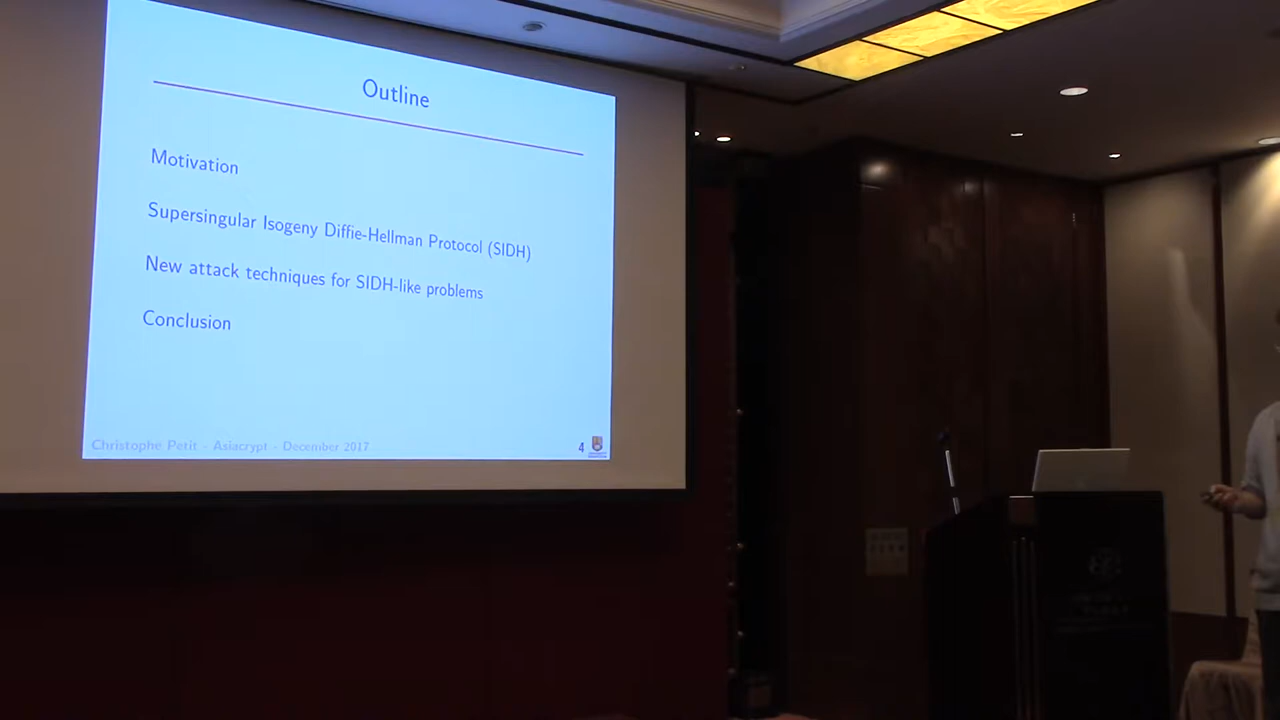 Outline
Motivation
Supersingular Isogeny Diffie-Hellman Protocol (SIDH)
New attack techniques for SIDH-like problems
Conclusion
Christophe Petit - Asiacrypt - December 2017
4